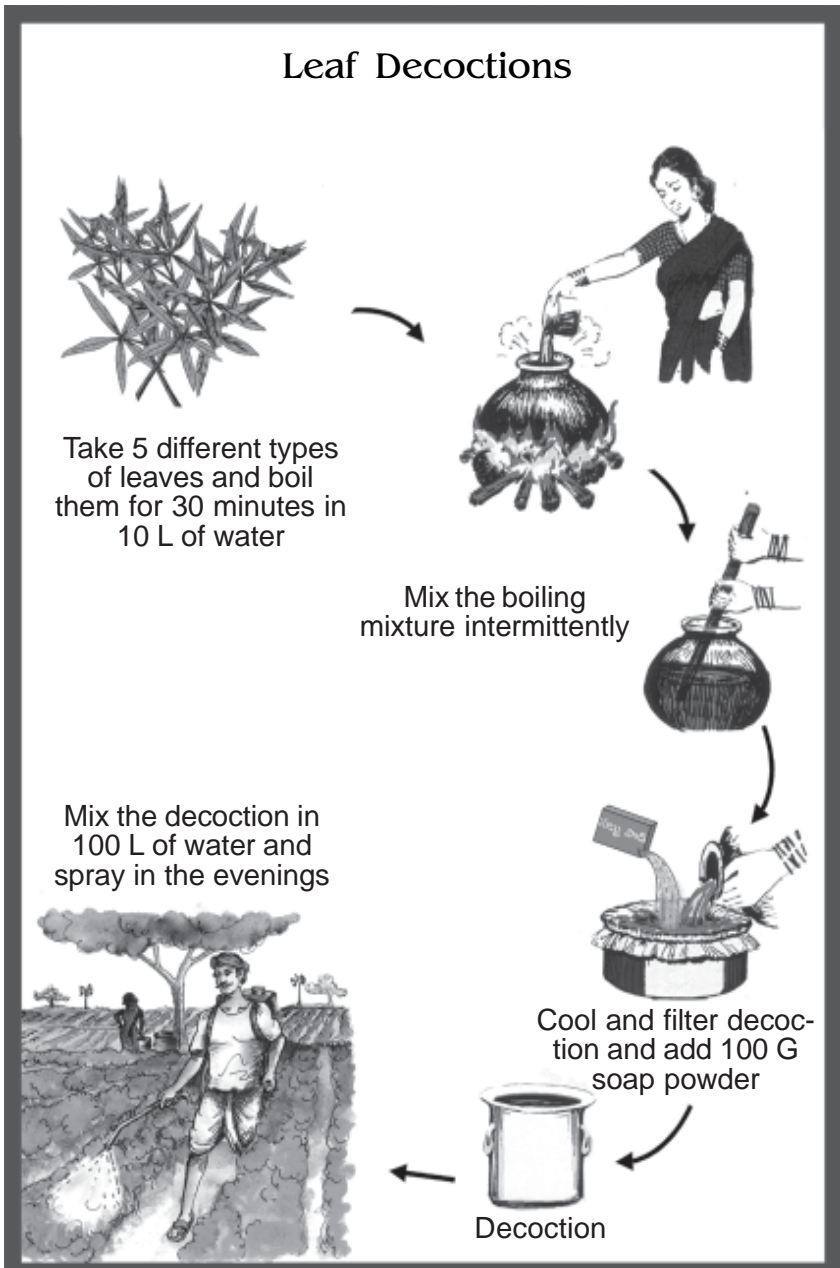 Leaf Decoctions
Take 5 different types
of leaves and boil
them for 30 minutes in
10 L of water
Mix the boiling
mixture intermittently
Cool and filter decoc-
tion and add 100 G
soap powder
Decoction
Mix the decoction in
100 L of water and
spray in the evenings